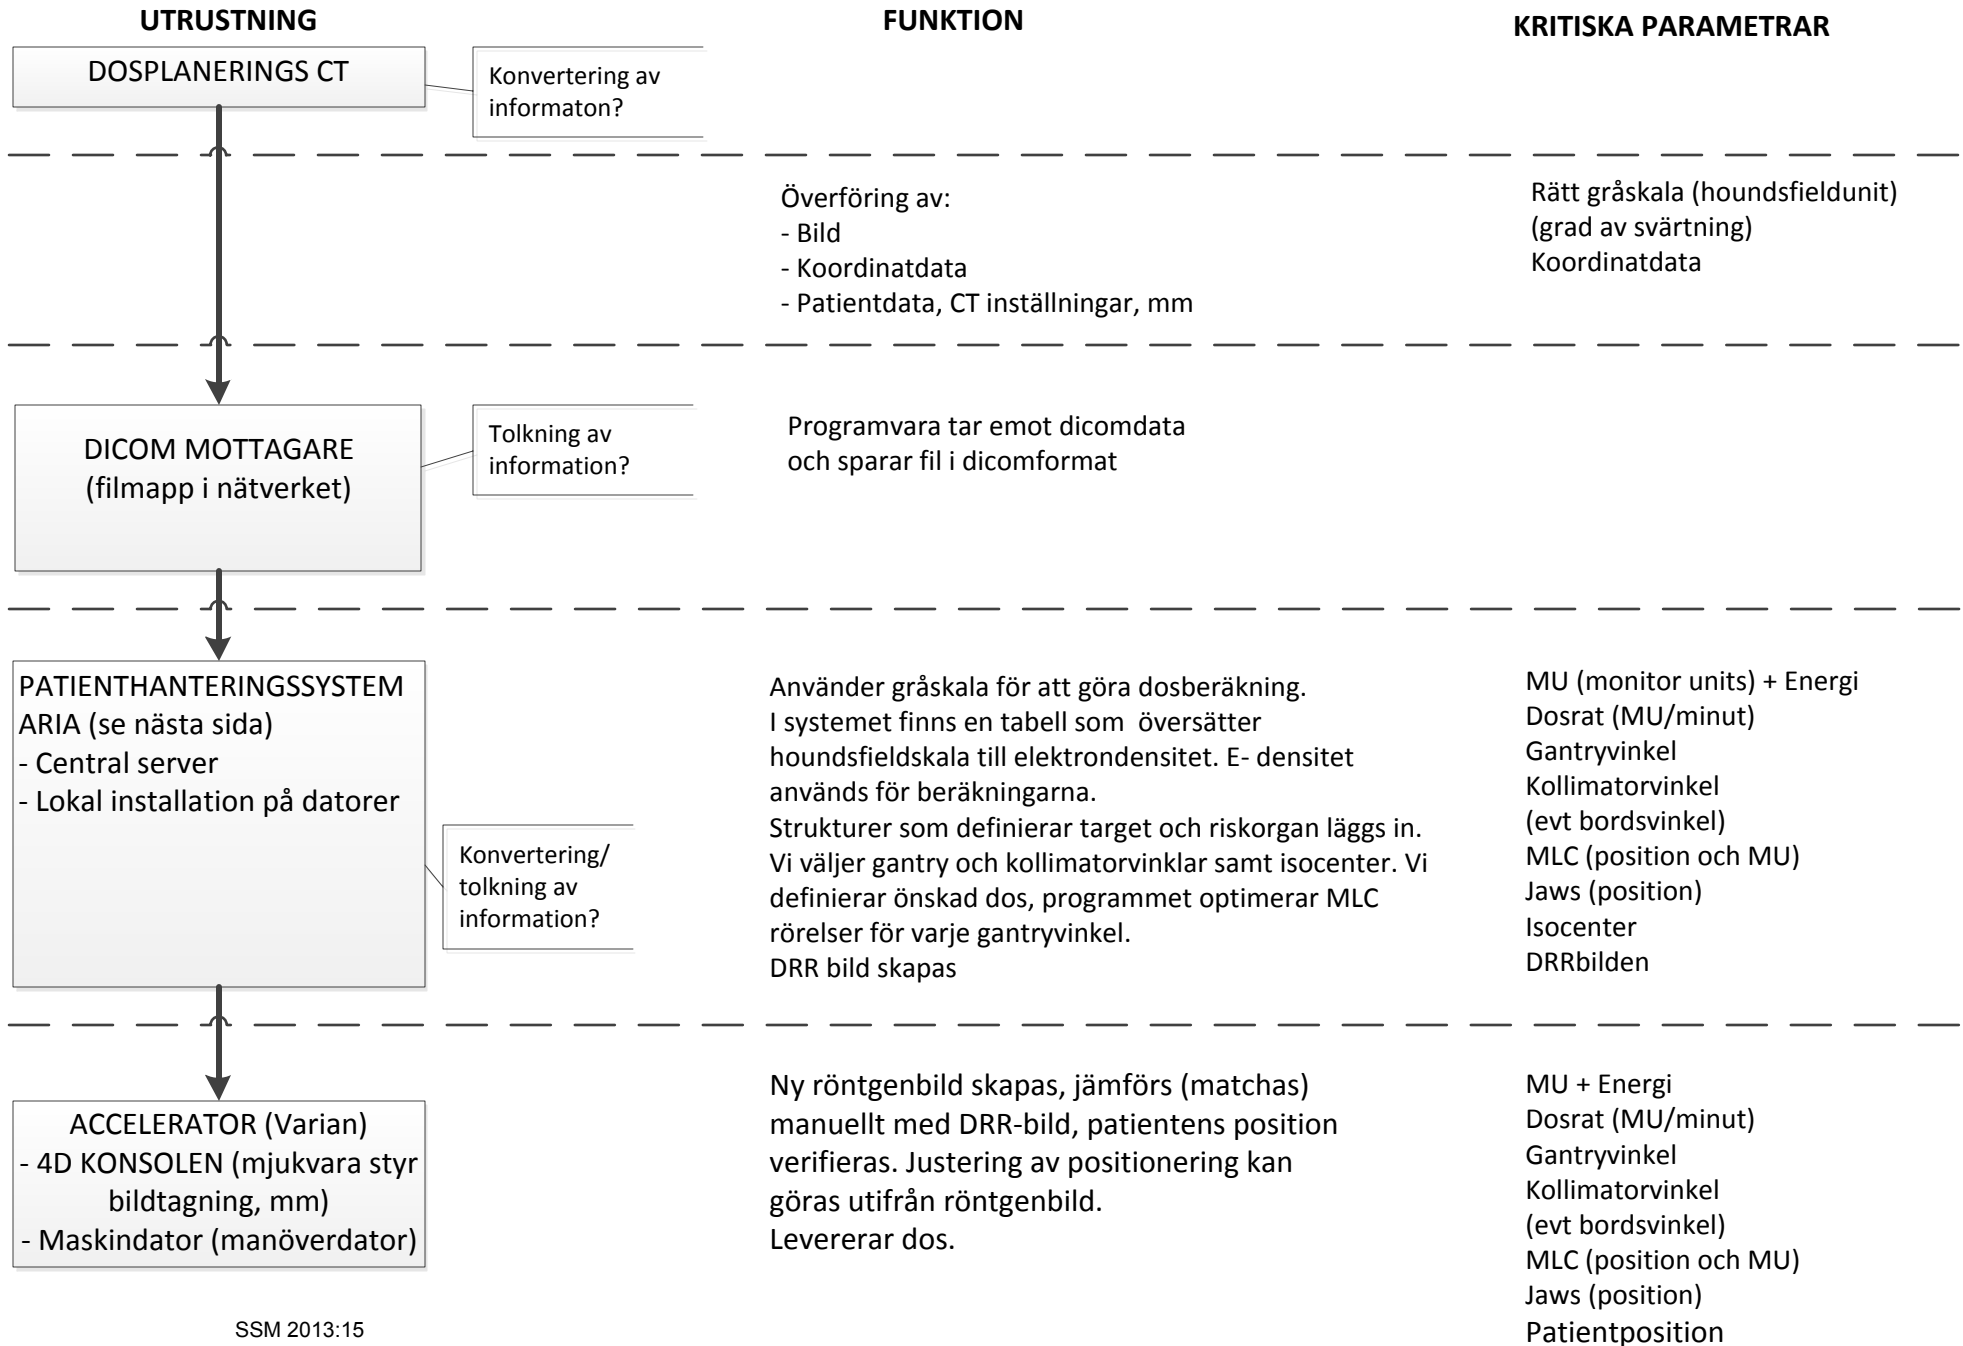 UTRUSTNING
FUNKTION
KRITISKA PARAMETRAR
DOSPLANERINGS CT
Konvertering av
informaton?
Överföring av:
- Bild
- Koordinatdata
- Patientdata, CT inställningar, mm
Rätt gråskala (houndsfieldunit)
(grad av svärtning)
Koordinatdata
DICOM MOTTAGARE
(filmapp i nätverket)
Tolkning av
information?
Programvara tar emot dicomdata
och sparar fil i dicomformat
PATIENTHANTERINGSSYSTEM
ARIA (se nästa sida)
- Central server
- Lokal installation på datorer
Konvertering/
tolkning av
information?
Använder gråskala för att göra dosberäkning.
I systemet finns en tabell som  översätter
houndsfieldskala till elektrondensitet. E- densitet
används för beräkningarna.
Strukturer som definierar target och riskorgan läggs in.
Vi väljer gantry och kollimatorvinklar samt isocenter. Vi
definierar önskad dos, programmet optimerar MLC
rörelser för varje gantryvinkel.
DRR bild skapas
MU (monitor units) + Energi
Dosrat (MU/minut)
Gantryvinkel
Kollimatorvinkel
(evt bordsvinkel)
MLC (position och MU)
Jaws (position)
Isocenter
DRRbilden
ACCELERATOR (Varian)
- 4D KONSOLEN (mjukvara styr
bildtagning, mm)
- Maskindator (manöverdator)
Ny röntgenbild skapas, jämförs (matchas)
manuellt med DRR-bild, patientens position
verifieras. Justering av positionering kan
göras utifrån röntgenbild.
Levererar dos.
MU + Energi
Dosrat (MU/minut)
Gantryvinkel
Kollimatorvinkel
(evt bordsvinkel)
MLC (position och MU)
Jaws (position)
Patientposition
SSM 2013:15